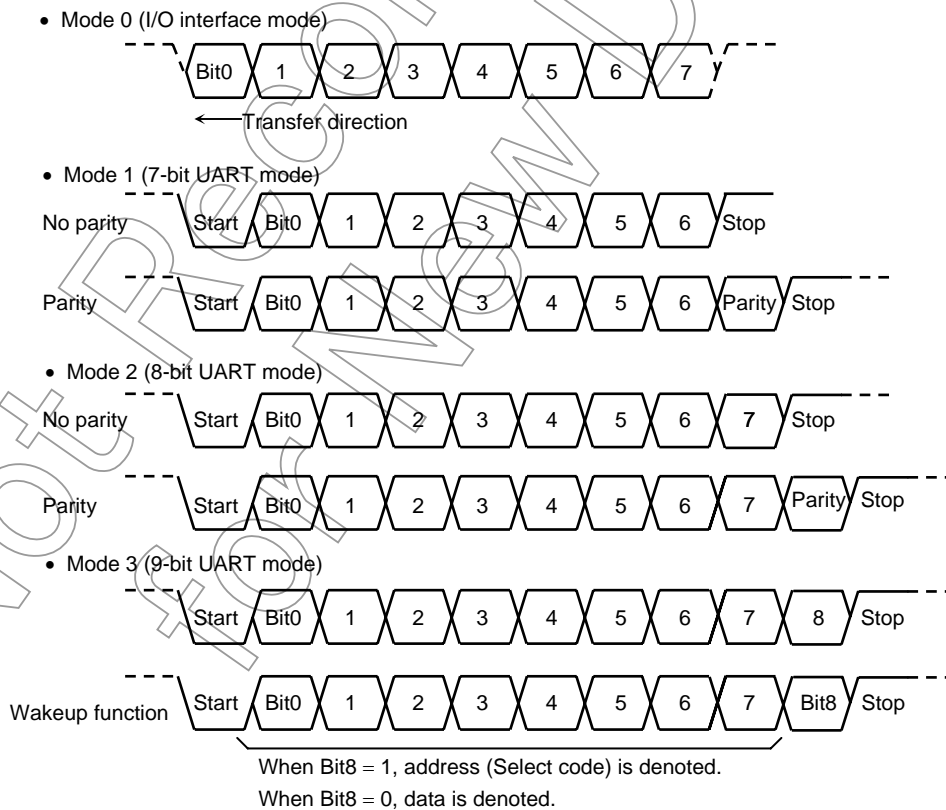 • Mode 0 (I/O interface mode)
Bit0 1 2 3 4 5 6 7
←Transfer direction
• Mode 1 (7-bit UART mode)
No parity Start Bit0 1 2 3 4 5 6 Stop
Parity Start Bit0 1 2 3 4 5 6 Parity Stop
• Mode 2 (8-bit UART mode)
No parity Start Bit0 1 2 3 4 5 6 7 Stop
Parity Start Bit0 1 2 3 4 5 6 7 Parity Stop
• Mode 3 (9-bit UART mode)
Start Bit0 1 2 3 4 5 6 7 8 Stop
Wakeup function Start Bit0 1 2 3 4 5 6 7 Bit8 Stop
When Bit8 = 1, address (Select code) is denoted.
When Bit8 = 0, data is denoted.
Not Recom
for New D